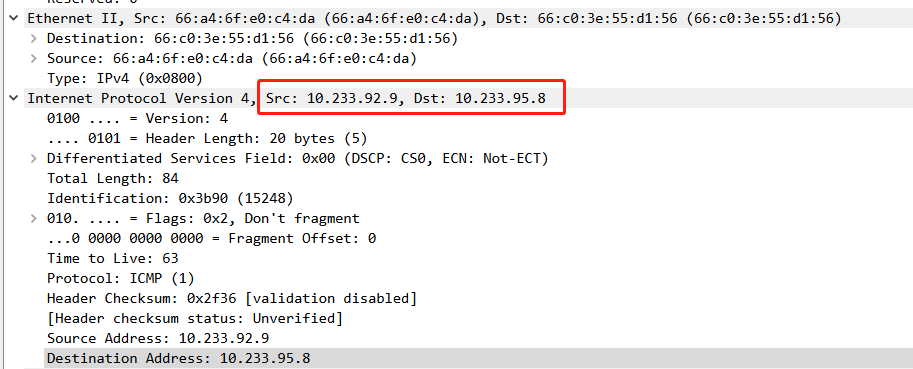 Ethernet II, Src: 66:a4:6f:e0:c4:da (66:a4:6f:e0:c4:da), Dst: 66:c0:3e:55:d1:56 (66:c0:3e:55:d1:56)
Destination: 66:c0:3e:55:d1:56 (66:c0:3e:55:d1:56)
Source: 66:a4:6f:e0:c4:da (66:a4:6f:e0:c4:da)
Type: IPv4 (0x0800)
Internet Protocol Version 4, Src: 10.233.92.9, Dst: 10.233.95.8
0100 .... = Version: 4
.... 0101 = Header Length: 20 bytes (5)
Differentiated Services Field: 0x00 (DSCP: CS0, ECN: Not-ECT)
Total Length: 84
Identification: 0x3b90 (15248)
010. .... = Flags: 0x2, Don't fragment
...0 0000 0000 0000 = Fragment Offset: 0
Time to Live: 63
Protocol: ICMP (1)
Header Checksum: 0x2f36 [validation disabled]
[Header checksum status: Unverified]
Source Address: 10.233.92.9
Destination Address: 10.233.95.8